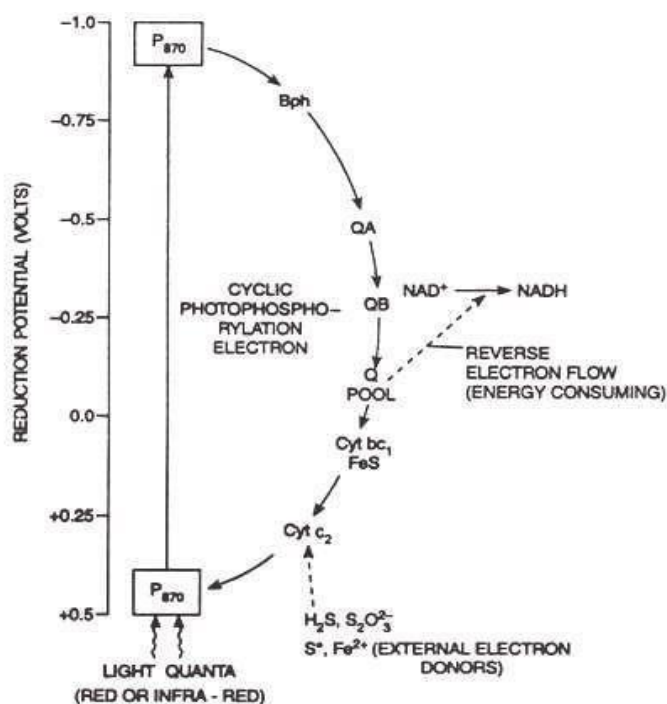 REDUCTION POTENTIAL (VOLTS)
−1.0
−0.75
−0.5
−0.25
0.0
+0.25
+0.5
P870
Bph
QA
QB
Q
POOL
Cyt bc1
FeS
Cyt c2
P870
CYCLIC
PHOTOPHOSPHO-
RYLATION
ELECTRON
NAD⁺
NADH
REVERSE
ELECTRON FLOW
(ENERGY CONSUMING)
H2S, S2O3²⁻
S°, Fe²⁺ (EXTERNAL ELECTRON
DONORS)
LIGHT QUANTA
(RED OR INFRA - RED)